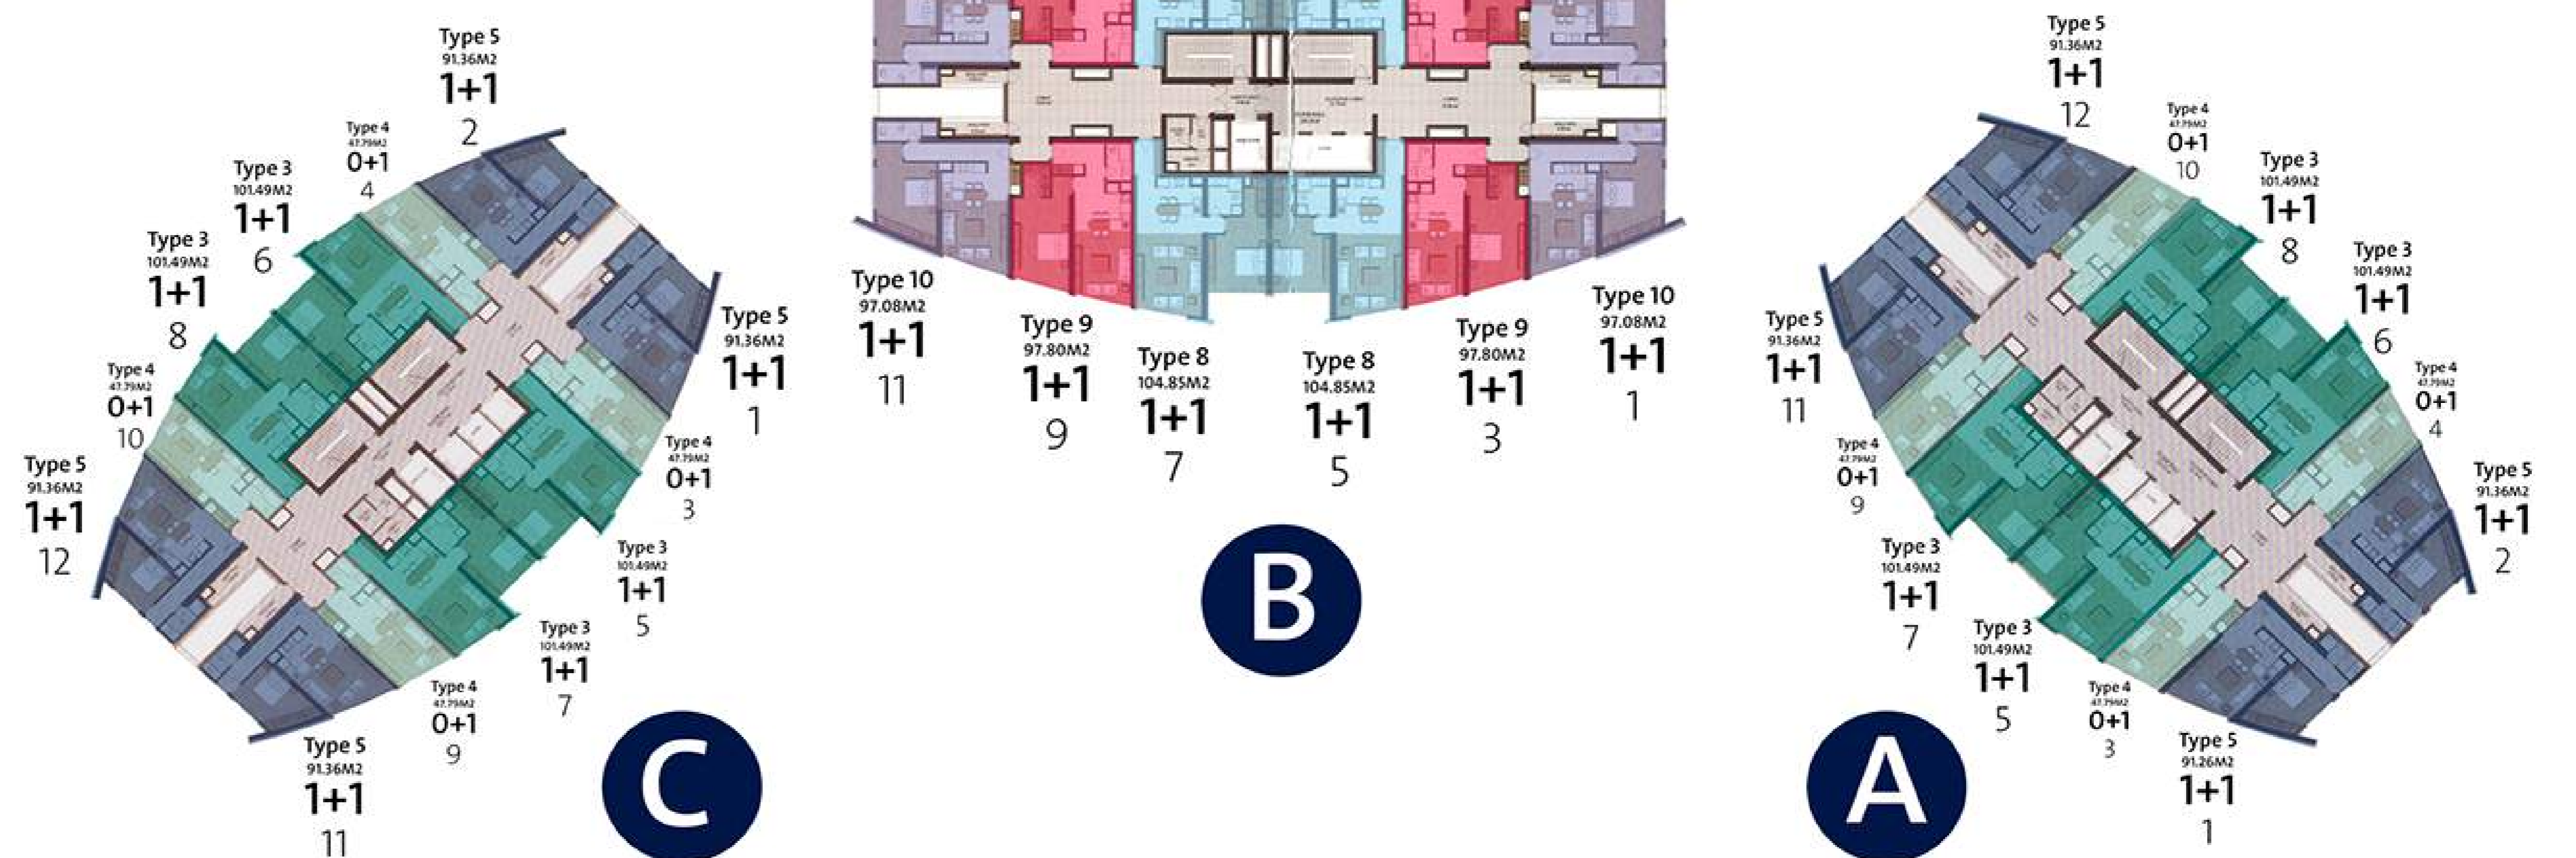 Type 5
91.36M2
1+1
2
Type 4
47.79M2
0+1
4
Type 3
101.49M2
1+1
6
Type 3
101.49M2
1+1
8
Type 4
47.79M2
0+1
10
Type 5
91.36M2
1+1
12
Type 5
91.36M2
1+1
1
Type 4
47.79M2
0+1
3
Type 3
101.49M2
1+1
5
Type 3
101.49M2
1+1
7
Type 4
47.79M2
0+1
9
Type 5
91.36M2
1+1
11
C
Type 10
97.08M2
1+1
11
Type 9
97.80M2
1+1
9
Type 8
104.85M2
1+1
7
Type 8
104.85M2
1+1
5
Type 9
97.80M2
1+1
3
Type 10
97.08M2
1+1
1
B
Type 5
91.36M2
1+1
12
Type 4
47.79M2
0+1
10
Type 3
101.49M2
1+1
8
Type 3
101.49M2
1+1
6
Type 4
47.79M2
0+1
4
Type 5
91.36M2
1+1
2
Type 5
91.36M2
1+1
11
Type 4
47.79M2
0+1
9
Type 3
101.49M2
1+1
7
Type 3
101.49M2
1+1
5
Type 4
47.79M2
0+1
3
Type 5
91.26M2
1+1
1
A